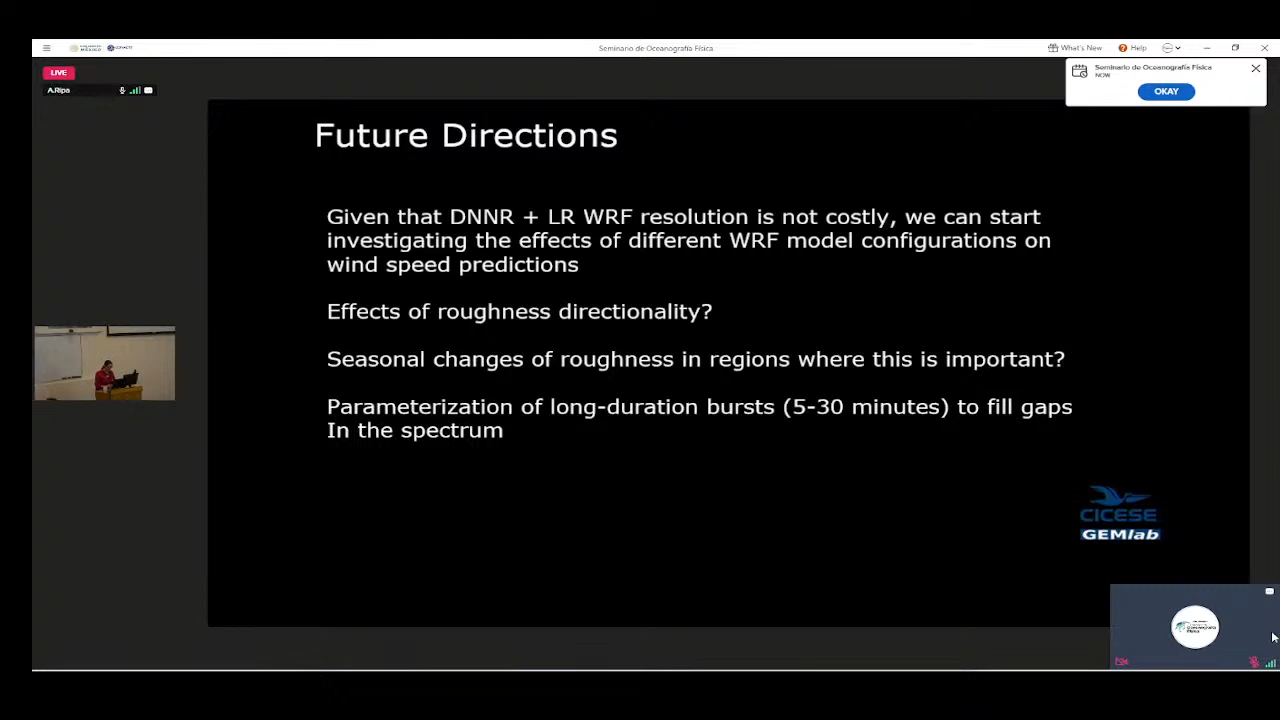 Seminario de Oceanografía Física
What's New
Help
LIVE
A.Ripa
Seminario de Oceanografía Física
NOW
OKAY
Future Directions
Given that DNNR + LR WRF resolution is not costly, we can start
investigating the effects of different WRF model configurations on
wind speed predictions
Effects of roughness directionality?
Seasonal changes of roughness in regions where this is important?
Parameterization of long-duration bursts (5-30 minutes) to fill gaps
In the spectrum
CICESE
GEMlab